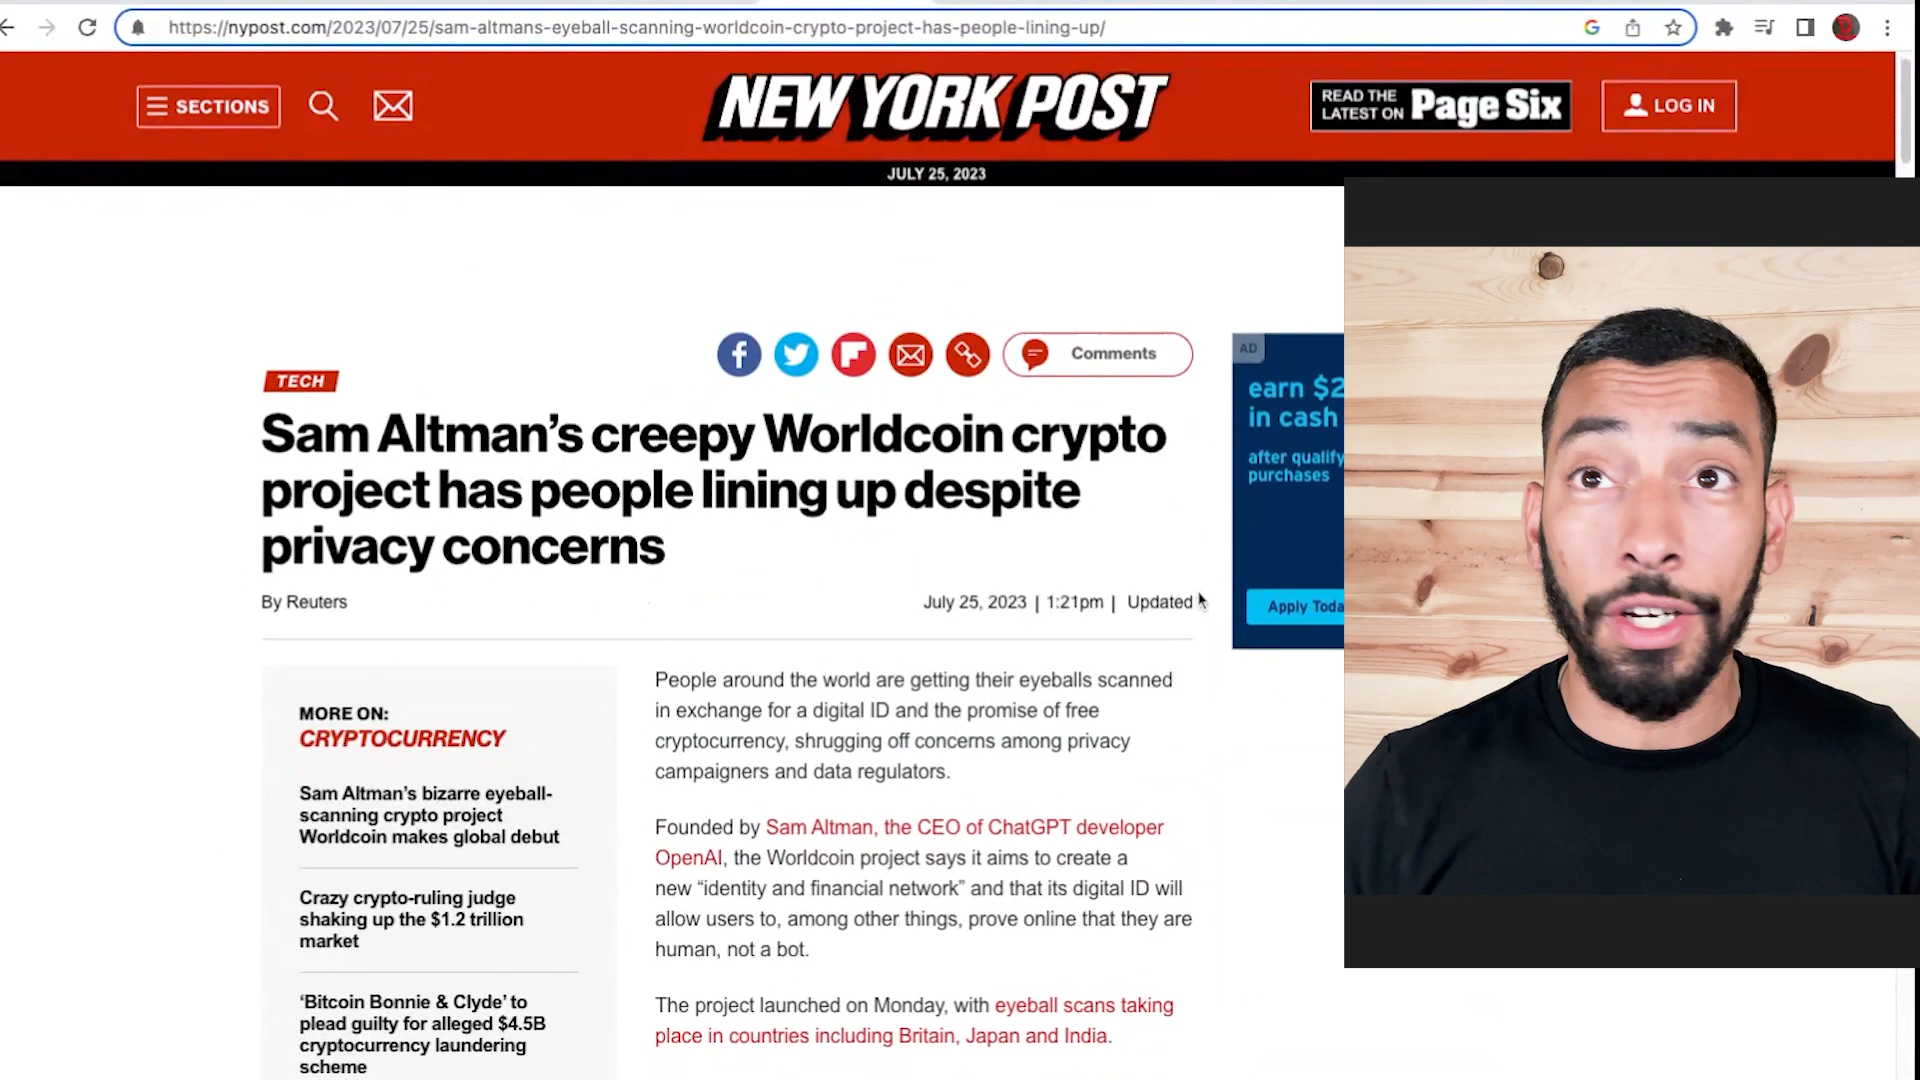 https://nypost.com/2023/07/25/sam-altmans-eyeball-scanning-worldcoin-crypto-project-has-people-lining-up/
SECTIONS
NEW YORK POST
READ THE
LATEST ON
Page Six
LOG IN
JULY 25, 2023
Comments
TECH
Sam Altman’s creepy Worldcoin crypto
project has people lining up despite
privacy concerns
By Reuters
July 25, 2023 | 1:21pm | Updated
AD
earn $2
in cash
after qualify
purchases
Apply Toda
MORE ON:
CRYPTOCURRENCY
Sam Altman’s bizarre eyeball-
scanning crypto project
Worldcoin makes global debut
Crazy crypto-ruling judge
shaking up the $1.2 trillion
market
‘Bitcoin Bonnie & Clyde’ to
plead guilty for alleged $4.5B
cryptocurrency laundering
scheme
People around the world are getting their eyeballs scanned
in exchange for a digital ID and the promise of free
cryptocurrency, shrugging off concerns among privacy
campaigners and data regulators.
Founded by Sam Altman, the CEO of ChatGPT developer
OpenAI, the Worldcoin project says it aims to create a
new “identity and financial network” and that its digital ID will
allow users to, among other things, prove online that they are
human, not a bot.
The project launched on Monday, with eyeball scans taking
place in countries including Britain, Japan and India.